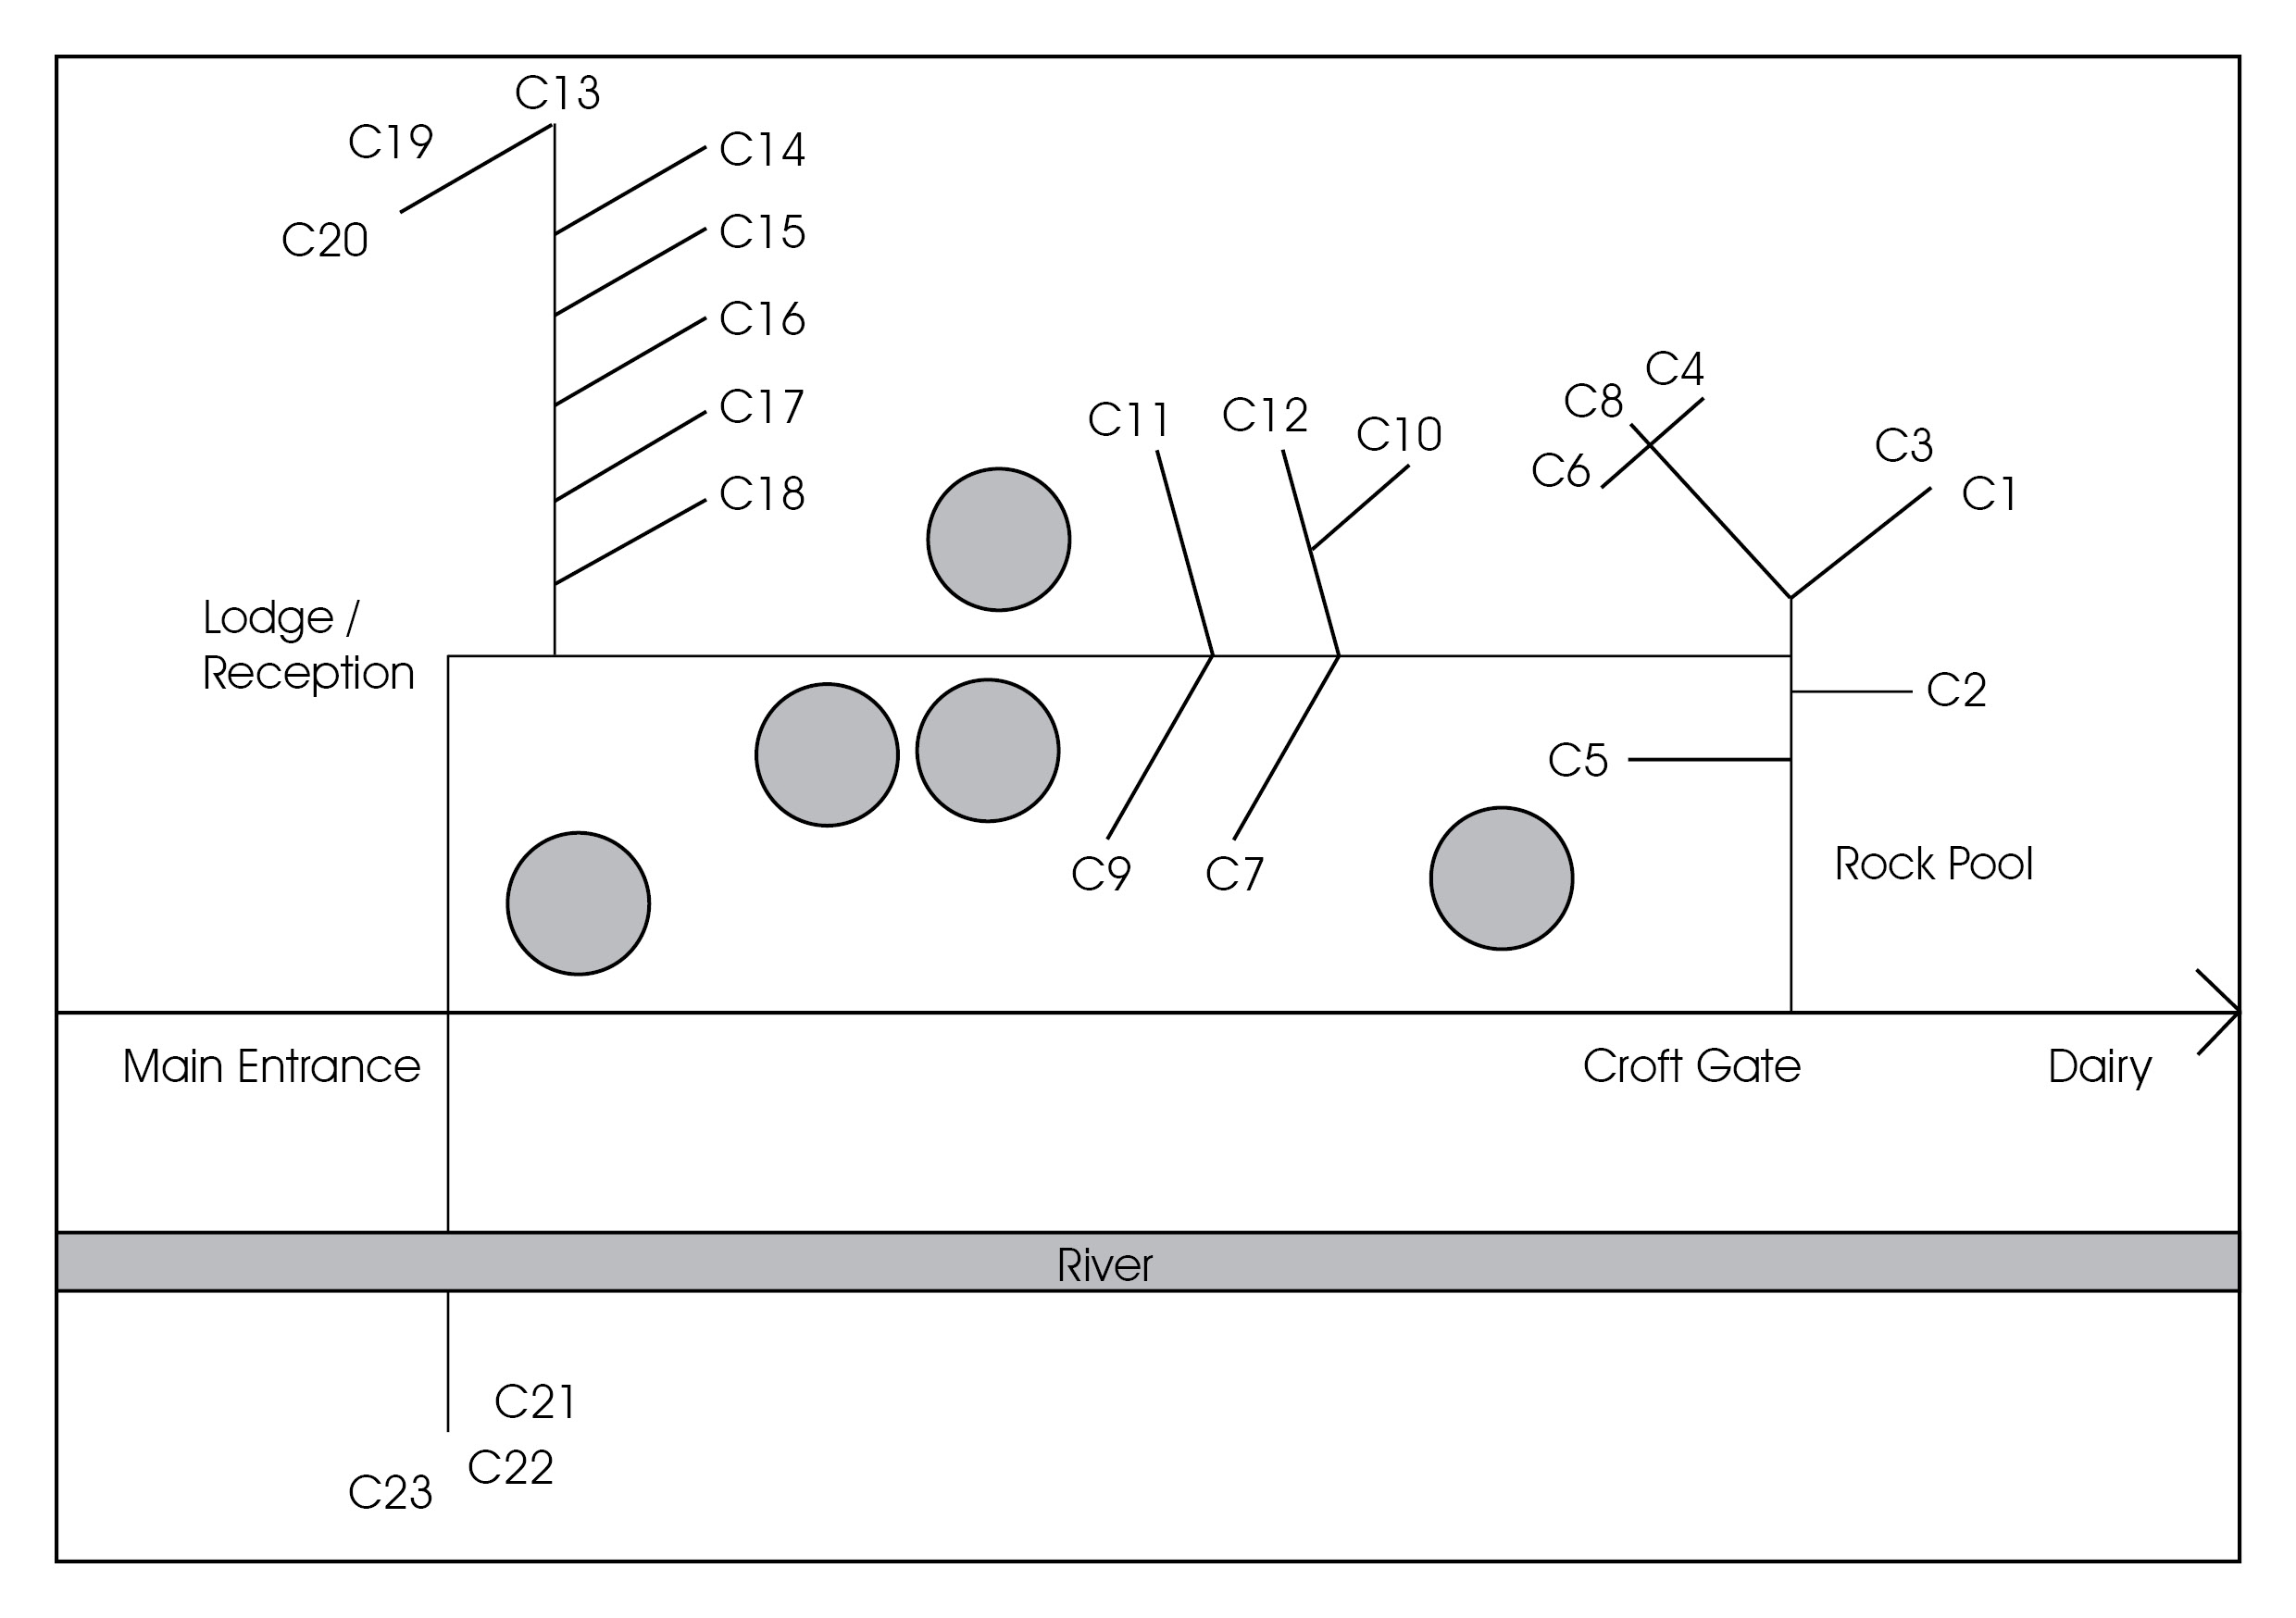 C13
C19
C14
C20
C15
C16
C17
C18
C11
C12
C10
C8
C4
C6
C3
C1
Lodge /
Reception
C2
C5
C9
C7
Rock Pool
Main Entrance
Croft Gate
Dairy
River
C21
C22
C23